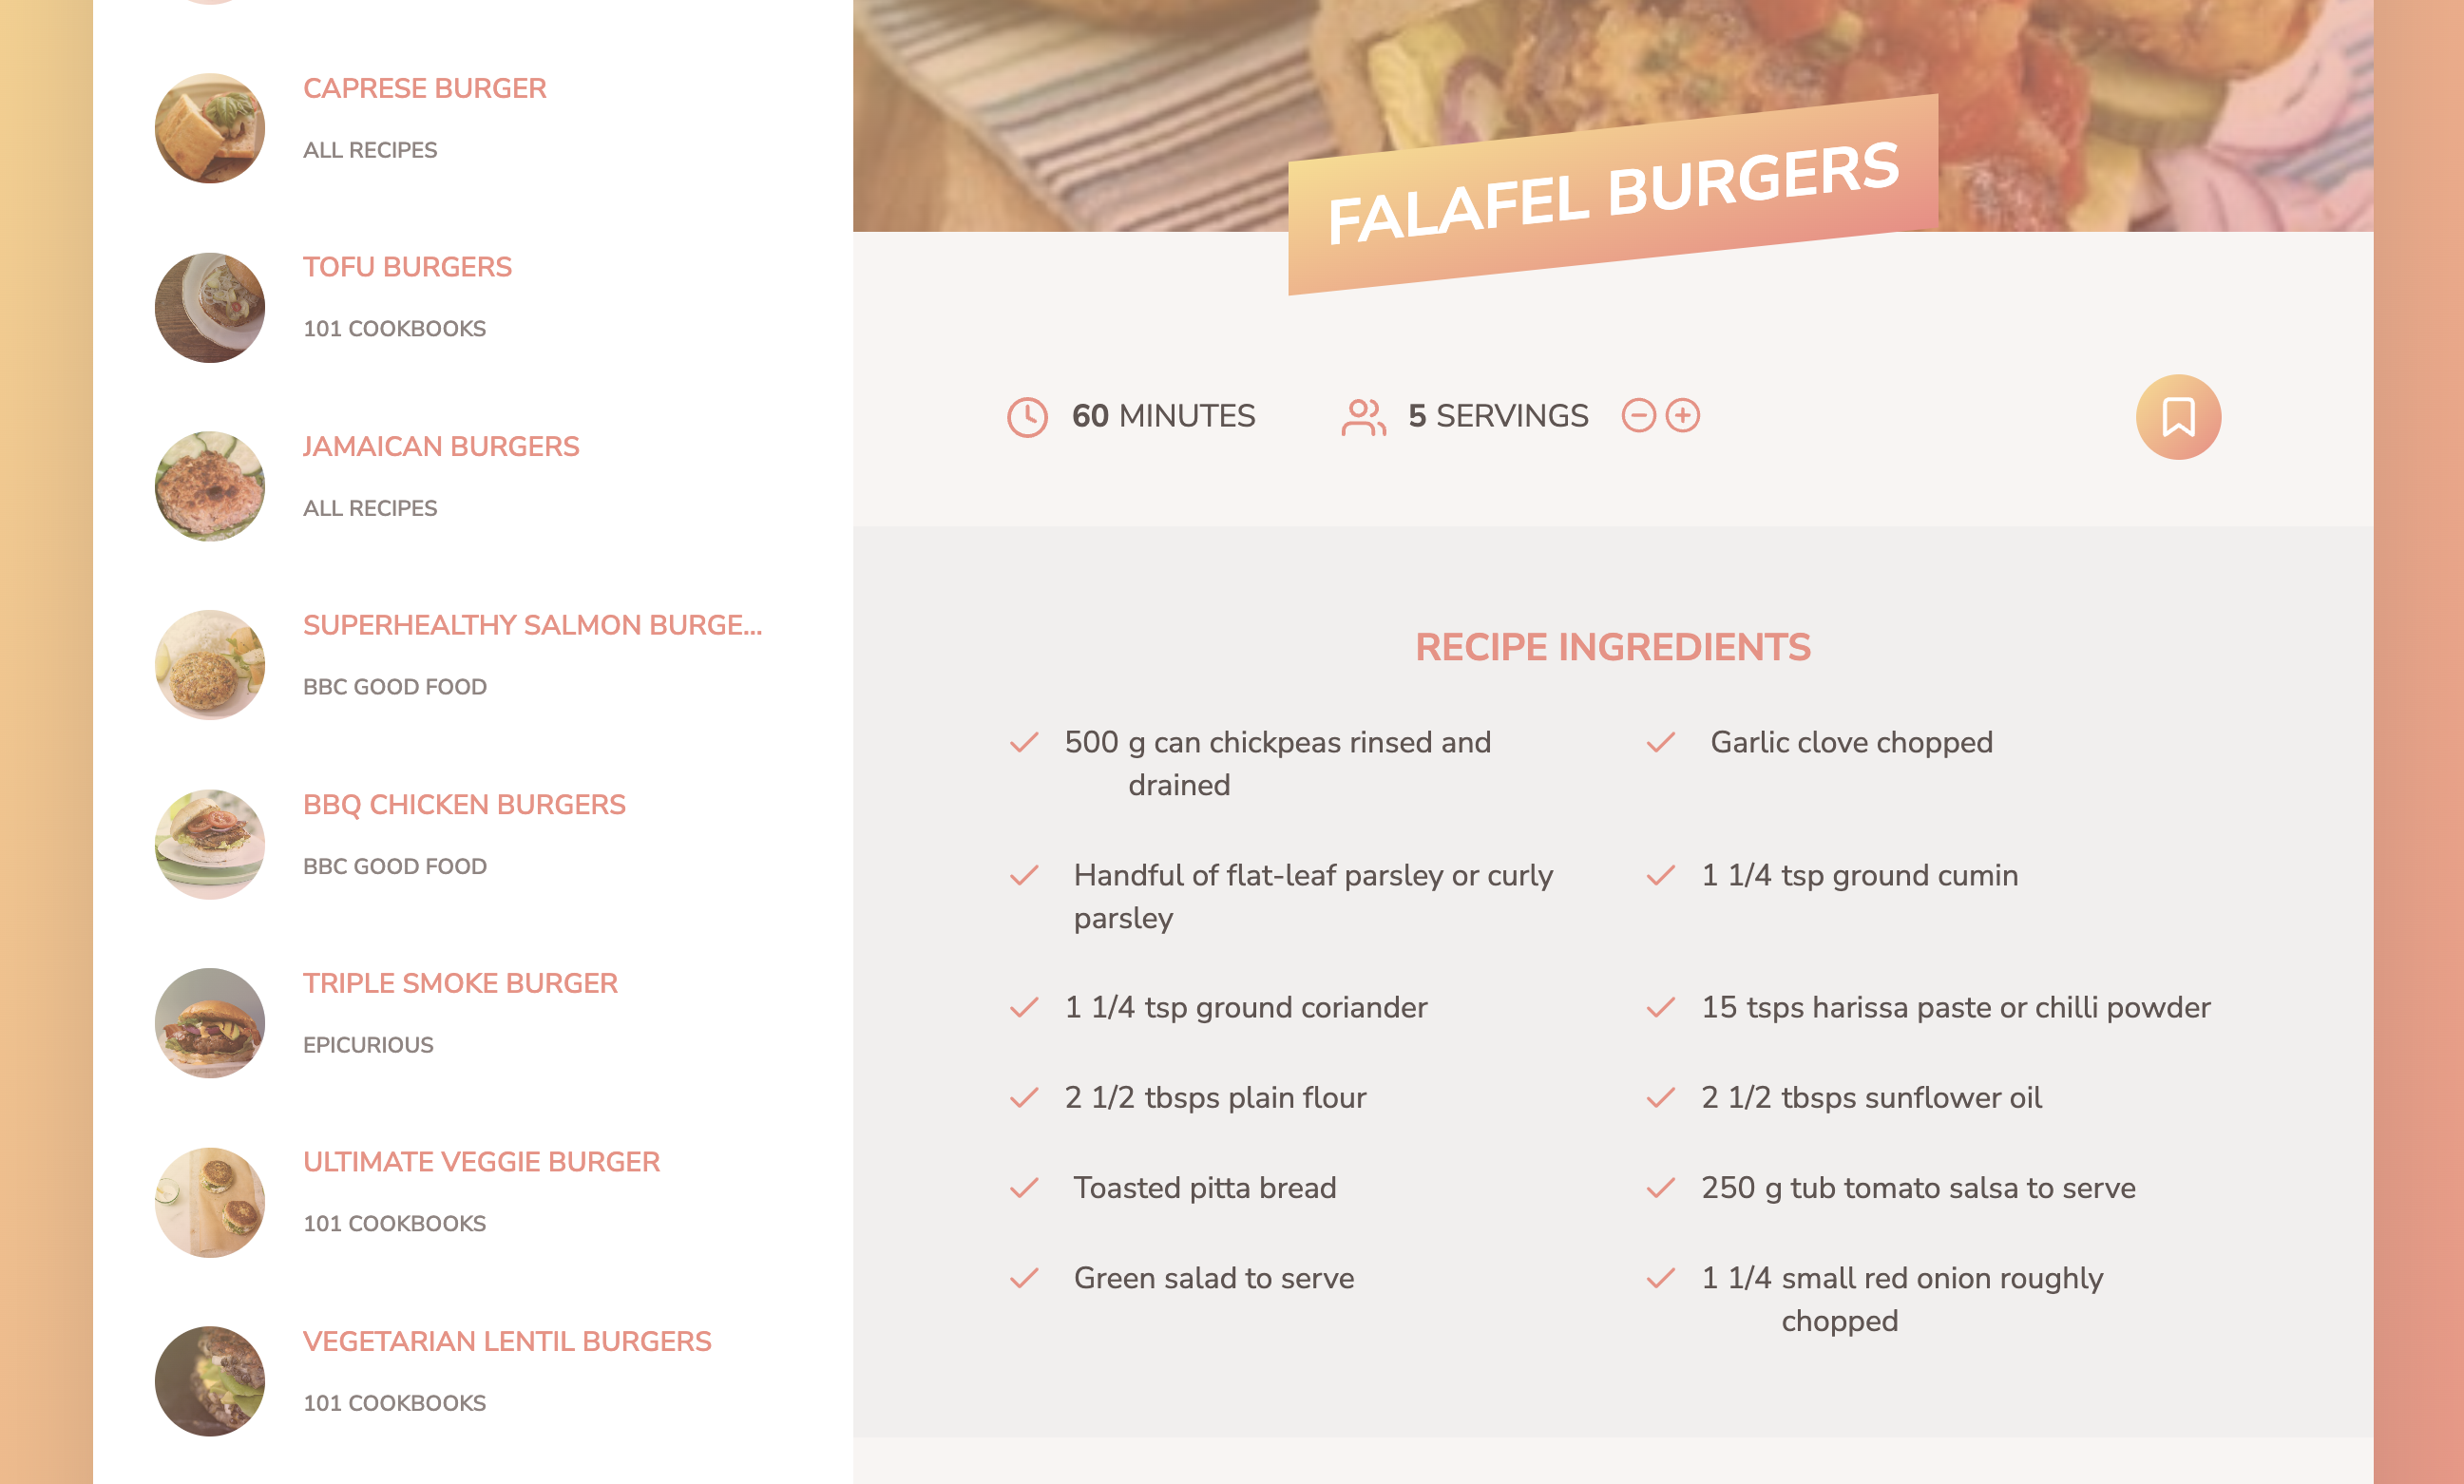 CAPRESE BURGER
ALL RECIPES
TOFU BURGERS
101 COOKBOOKS
JAMAICAN BURGERS
ALL RECIPES
SUPERHEALTHY SALMON BURGE...
BBC GOOD FOOD
BBQ CHICKEN BURGERS
BBC GOOD FOOD
TRIPLE SMOKE BURGER
EPICURIOUS
ULTIMATE VEGGIE BURGER
101 COOKBOOKS
VEGETARIAN LENTIL BURGERS
101 COOKBOOKS
FALAFEL BURGERS
60 MINUTES
5 SERVINGS
RECIPE INGREDIENTS
500 g can chickpeas rinsed and
drained
Garlic clove chopped
Handful of flat-leaf parsley or curly
parsley
1 1/4 tsp ground cumin
1 1/4 tsp ground coriander
15 tsps harissa paste or chilli powder
2 1/2 tbsps plain flour
2 1/2 tbsps sunflower oil
Toasted pitta bread
250 g tub tomato salsa to serve
Green salad to serve
1 1/4 small red onion roughly
chopped